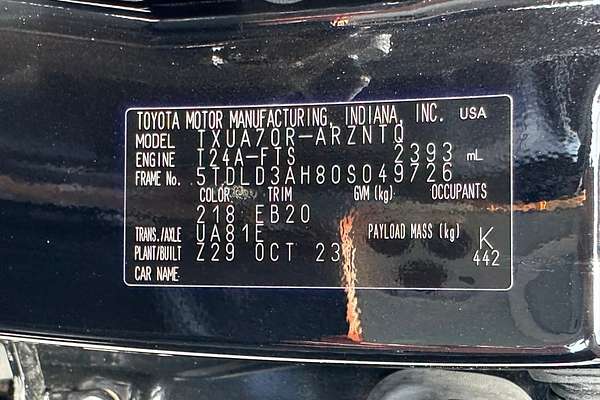 TOYOTA MOTOR MANUFACTURING, INDIANA, INC. USA
MODEL TXUA70R-ARZNTQ
ENGINE T24A-FTS 2393 mL
FRAME No. 5TDLD3AH80S049726
COLOR TRIM GVM (kg) OCCUPANTS
218 EB20
TRANS./AXLE UA81E PAYLOAD MASS (kg) K
PLANT/BUILT Z29 OCT 23 442
CAR NAME